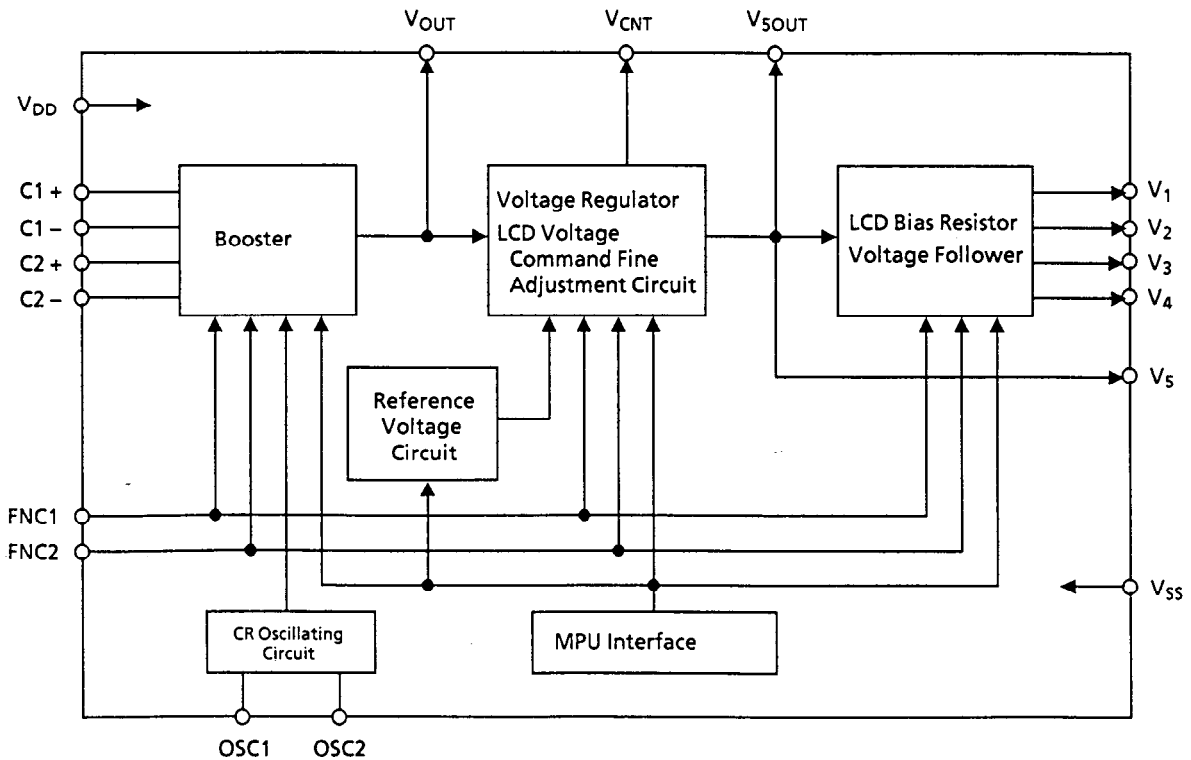 VOUT
VCNT
V5OUT
VDD
C1 +
C1 –
C2 +
C2 –
Booster
Voltage Regulator
LCD Voltage
Command Fine
Adjustment Circuit
LCD Bias Resistor
Voltage Follower
V1
V2
V3
V4
V5
Reference
Voltage
Circuit
FNC1
FNC2
VSS
CR Oscillating
Circuit
MPU Interface
OSC1
OSC2